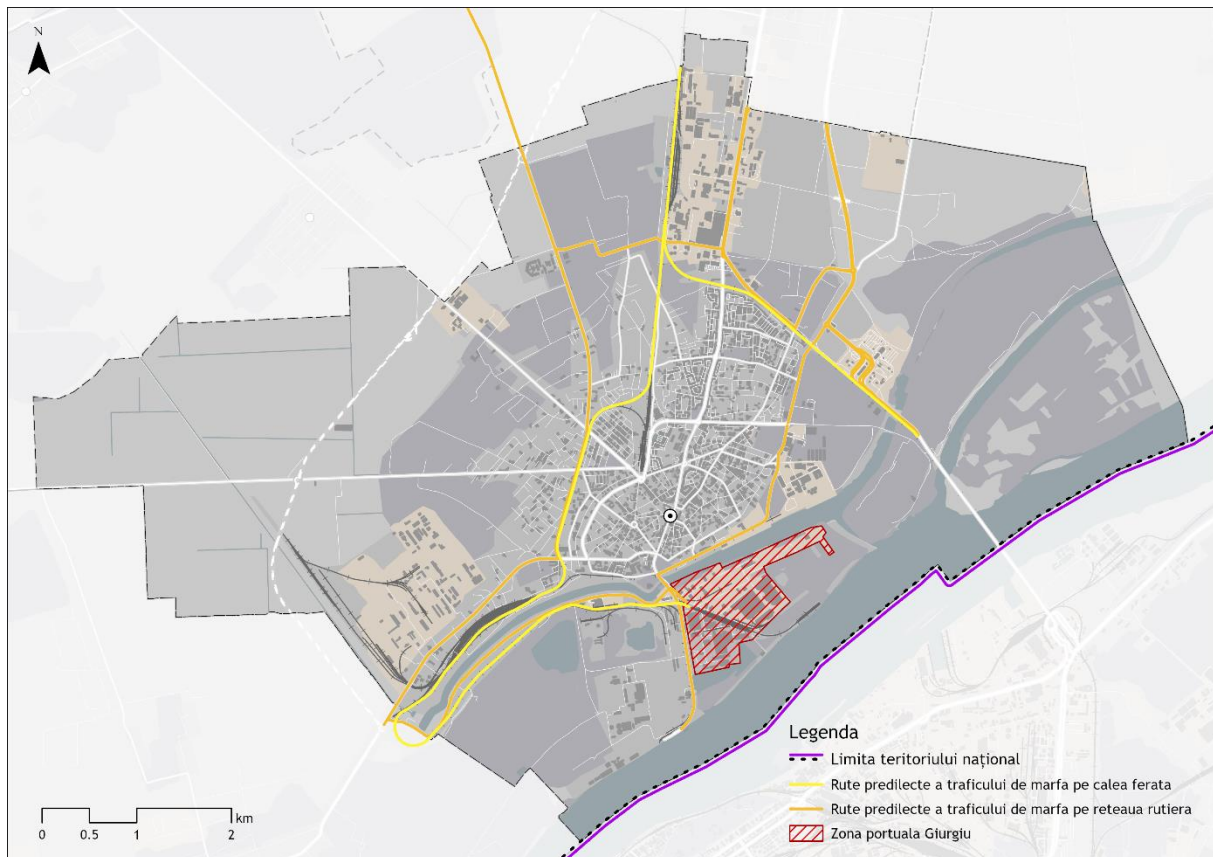 N
Legenda
Limita teritoriului național
Rute predilecte a traficului de marfa pe calea ferata
Rute predilecte a traficului de marfa pe reteaua rutiera
Zona portuala Giurgiu
km
0 0.5 1 2